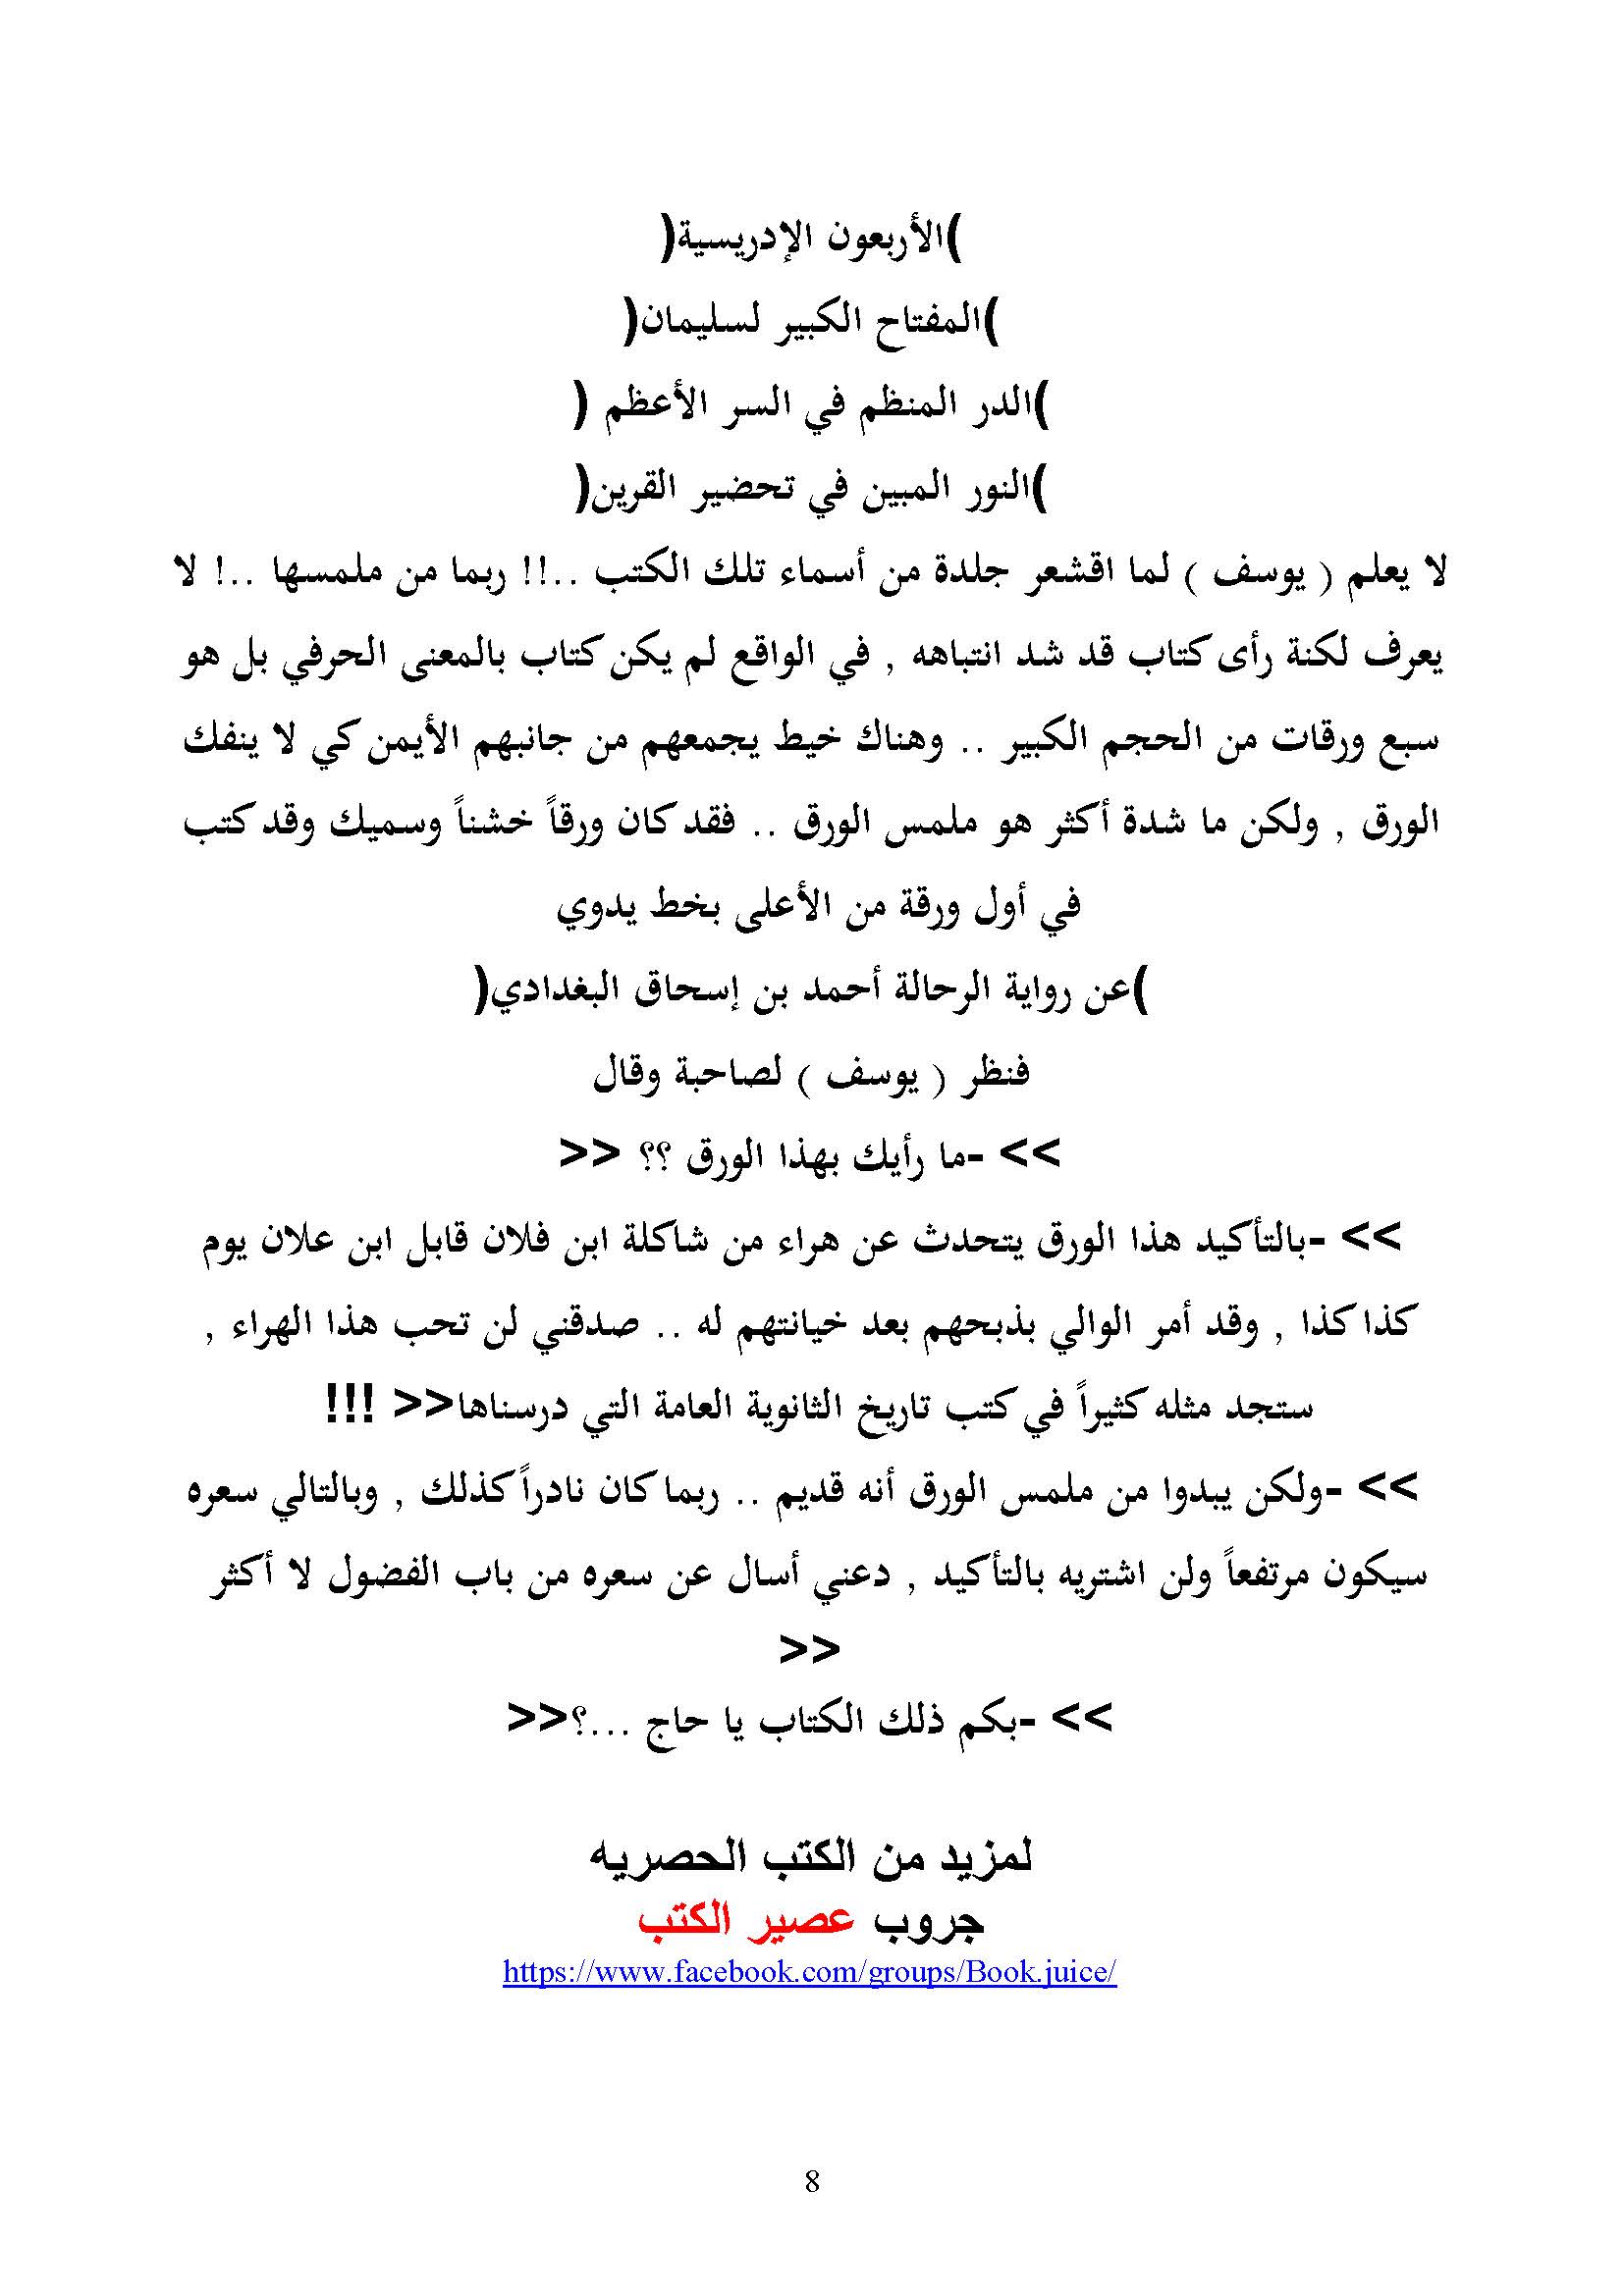 )الأربعون الإدريسية(
)المفتاح الكبير لسليمان(
)الدر المنظم في السر الأعظم (
)النور المبين في تحضير القرين(
لا يعلم ( يوسف ) لما اقشعر جلدة من أسماء تلك الكتب ..!! ربما من ملمسها ..! لا
يعرف لكنة رأى كتاب قد شد انتباهه , في الواقع لم يكن كتاب بالمعنى الحرفي بل هو
سبع ورقات من الحجم الكبير .. وهناك خيط يجمعهم من جانبهم الأيمن كي لا ينفك
الورق , ولكن ما شدة أكثر هو ملمس الورق .. فقد كان ورقاً خشناً وسميك وقد كتب
في أول ورقة من الأعلى بخط يدوي
)عن رواية الرحالة أحمد بن إسحاق البغدادي(
فنظر ( يوسف ) لصاحبة وقال
>> -ما رأيك بهذا الورق ؟؟ <<
>> -بالتأكيد هذا الورق يتحدث عن هراء من شاكلة ابن فلان قابل ابن علان يوم
كذا كذا , وقد أمر الوالي بذبحهم بعد خيانتهم له .. صدقني لن تحب هذا الهراء ,
ستجد مثله كثيراً في كتب تاريخ الثانوية العامة التي درسناها<< !!!
>> -ولكن يبدوا من ملمس الورق أنه قديم .. ربما كان نادراً كذلك , وبالتالي سعره
سيكون مرتفعاً ولن اشتريه بالتأكيد , دعني أسال عن سعره من باب الفضول لا أكثر
<<
>> -بكم ذلك الكتاب يا حاج ...؟<<
لمزيد من الكتب الحصريه
جروب عصير الكتب
https://www.facebook.com/groups/Book.juice/
8